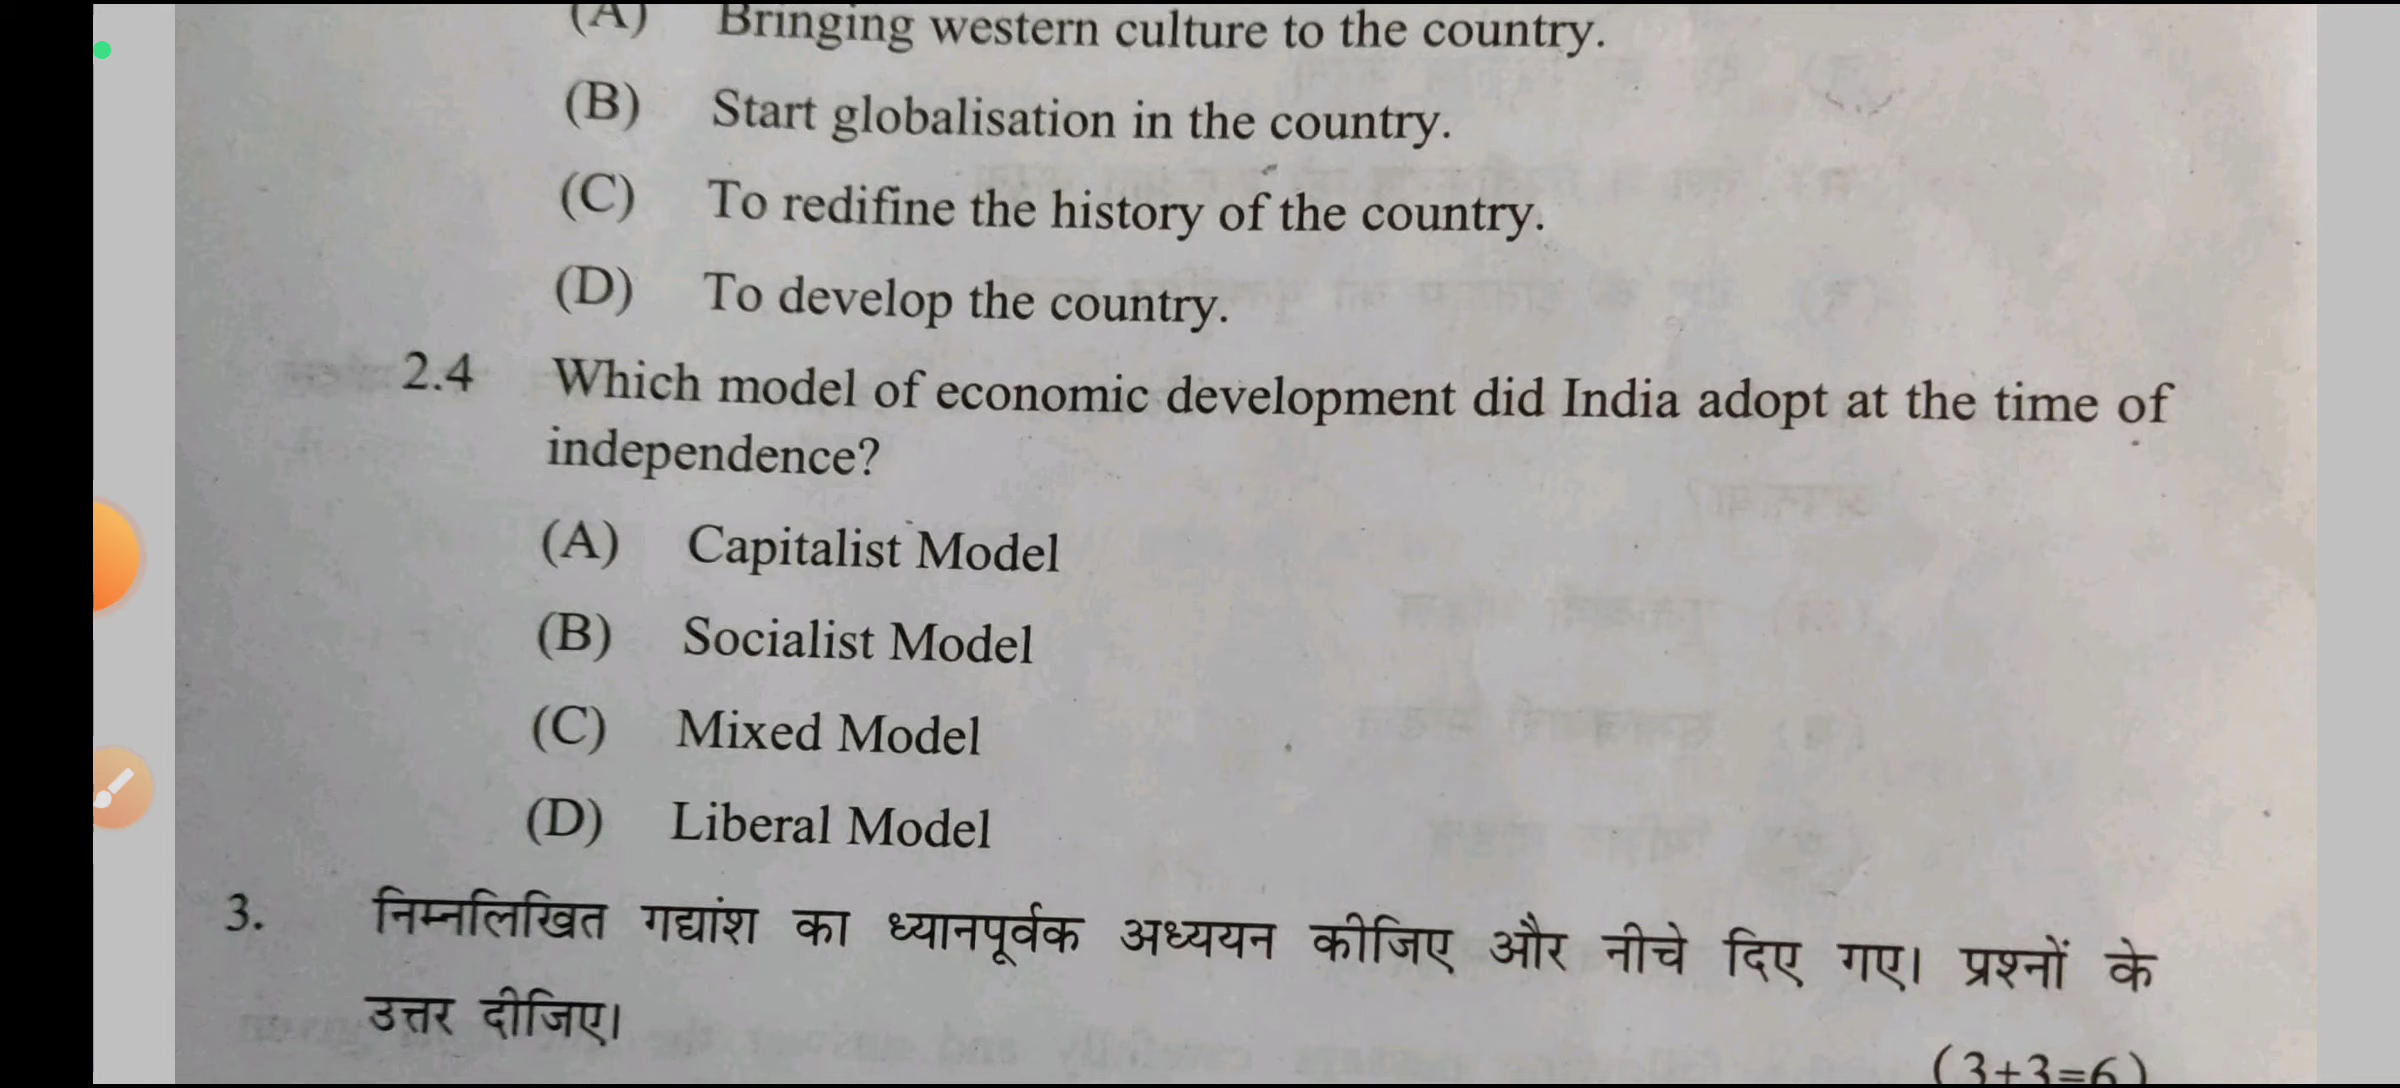 (A) Bringing western culture to the country.
(B) Start globalisation in the country.
(C) To redifine the history of the country.
(D) To develop the country.
2.4 Which model of economic development did India adopt at the time of
independence?
(A) Capitalist Model
(B) Socialist Model
(C) Mixed Model
(D) Liberal Model
3. निम्नलिखित गद्यांश का ध्यानपूर्वक अध्ययन कीजिए और नीचे दिए गए। प्रश्नों के
उत्तर दीजिए।
(3+3=6)